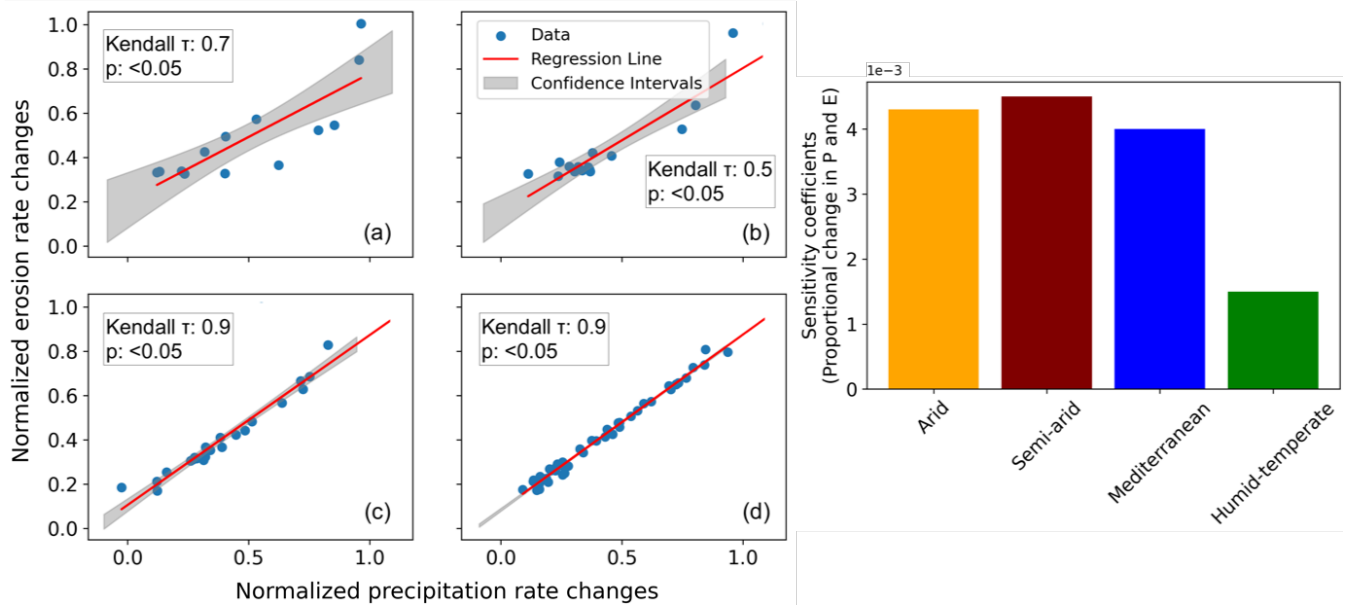 Normalized erosion rate changes
1.0
0.8
0.6
0.4
0.2
0.0
Kendall τ: 0.7
p: <0.05
(a)
Data
Regression Line
Confidence Intervals
Kendall τ: 0.5
p: <0.05
(b)
1.0
0.8
0.6
0.4
0.2
0.0
Kendall τ: 0.9
p: <0.05
(c)
Kendall τ: 0.9
p: <0.05
(d)
0.0 0.5 1.0
0.0 0.5 1.0
Normalized precipitation rate changes
1e−3
Sensitivity coefficients
(Proportional change in P and E)
4
3
2
1
0
Arid
Semi-arid
Mediterranean
Humid-temperate